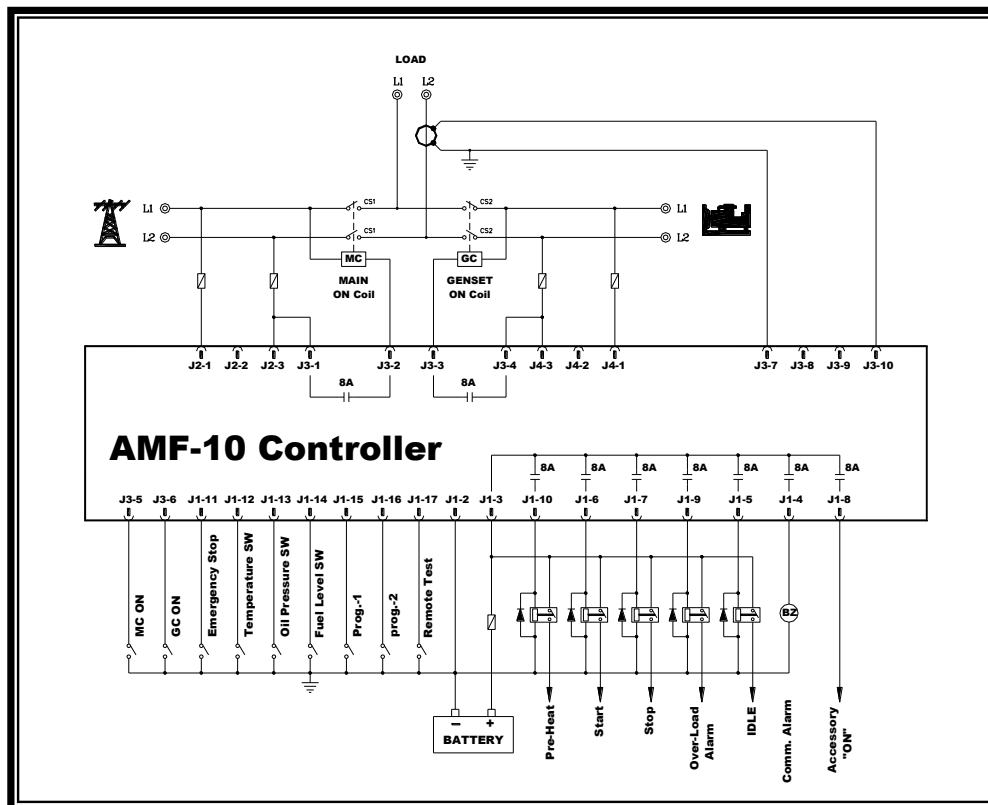 LOAD
L1 L2
L1 CS1 CS2 L1
L2 CS1 CS2 L2
MC GC
MAIN
ON Coil
GENSET
ON Coil
J2-1 J2-2 J2-3 J3-1 J3-2 J3-3 J3-4 J4-3 J4-2 J4-1 J3-7 J3-8 J3-9 J3-10
8A 8A
AMF-10 Controller
8A 8A 8A 8A 8A 8A 8A
J3-5 J3-6 J1-11 J1-12 J1-13 J1-14 J1-15 J1-16 J1-17 J1-2 J1-3 J1-10 J1-6 J1-7 J1-9 J1-5 J1-4 J1-8
MC ON
GC ON
Emergency Stop
Temperature SW
Oil Pressure SW
Fuel Level SW
Prog.-1
prog.-2
Remote Test
BZ
– +
BATTERY
Pre-Heat
Start
Stop
Over-Load
Alarm
IDLE
Comm. Alarm
Accessory
"ON"